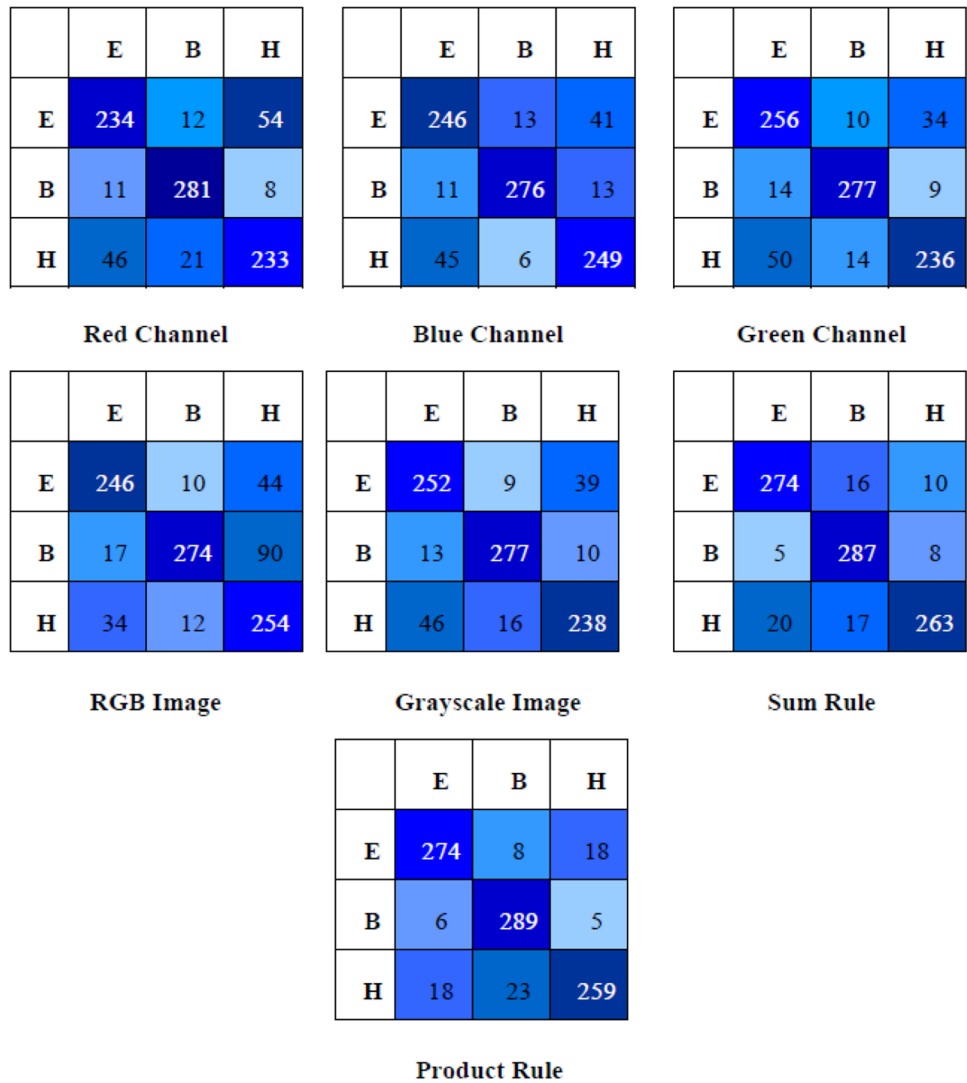 E B H E B H E B H
E 234 12 54 E 246 13 41 E 256 10 34
B 11 281 8 B 11 276 13 B 14 277 9
H 46 21 233 H 45 6 249 H 50 14 236
Red Channel Blue Channel Green Channel
E B H E B H E B H
E 246 10 44 E 252 9 39 E 274 16 10
B 17 274 90 B 13 277 10 B 5 287 8
H 34 12 254 H 46 16 238 H 20 17 263
RGB Image Grayscale Image Sum Rule
E B H
E 274 8 18
B 6 289 5
H 18 23 259
Product Rule